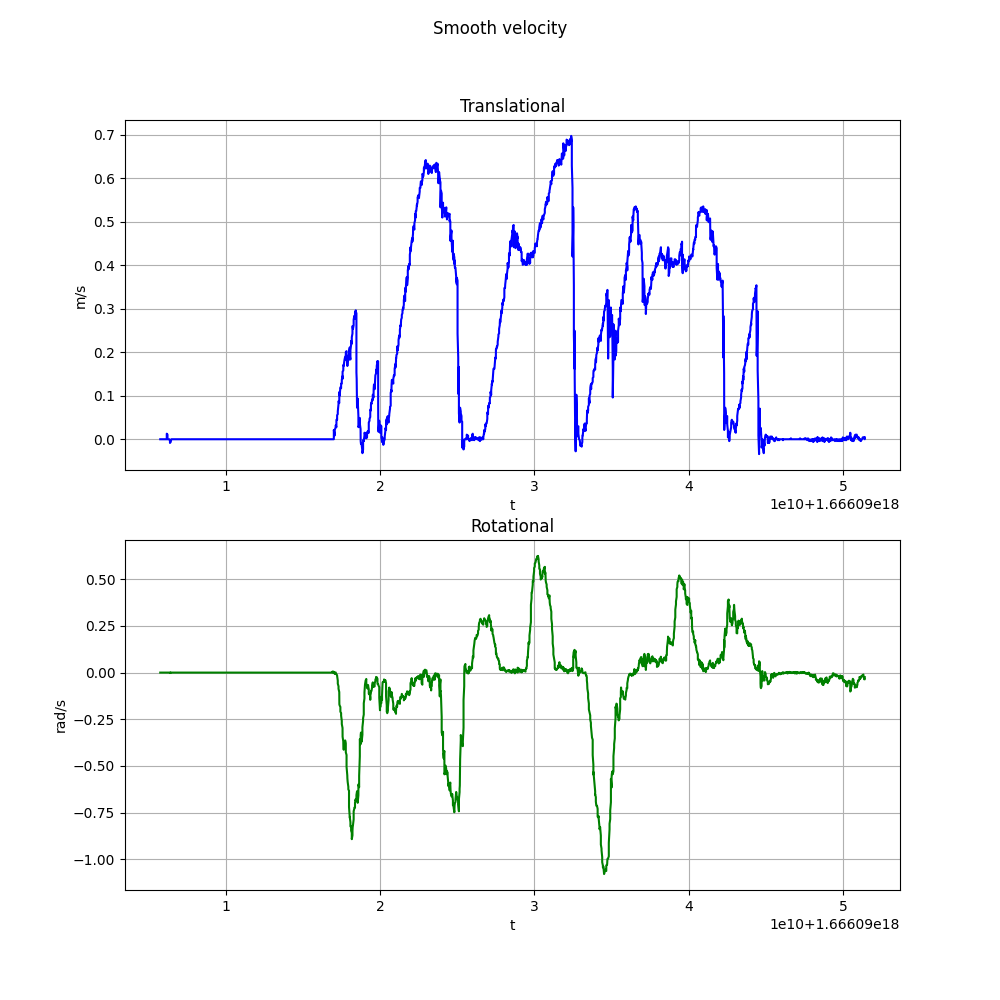 Smooth velocity
Translational
0.7
0.6
0.5
0.4
0.3
0.2
0.1
0.0
m/s
1 2 3 4 5
t
1e10+1.66609e18
Rotational
0.50
0.25
0.00
−0.25
−0.50
−0.75
−1.00
rad/s
1 2 3 4 5
t
1e10+1.66609e18